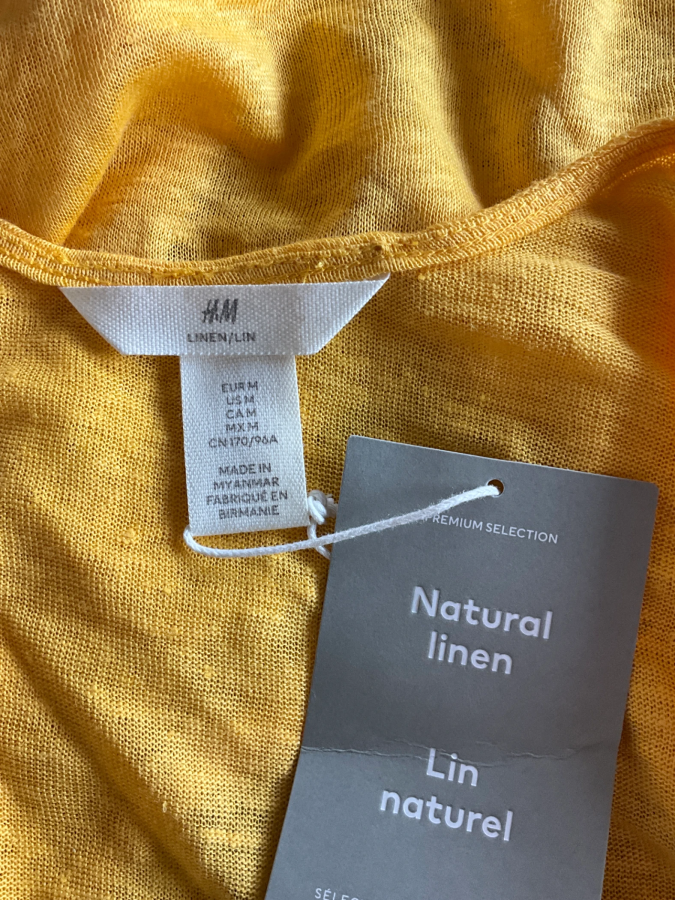 H&M
LINEN/LIN
EUR M
US M
CA M
MX M
CN 170/96A
MADE IN
MYANMAR
FABRIQUÉ EN
BIRMANIE
PREMIUM SELECTION
Natural
linen
Lin
naturel